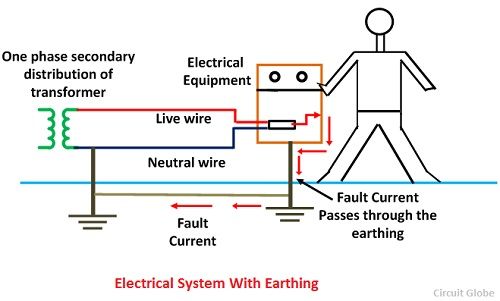 One phase secondary
distribution of
transformer
Electrical
Equipment
Live wire
Neutral wire
Fault Current
Passes through the
earthing
Fault
Current
Electrical System With Earthing
Circuit Globe